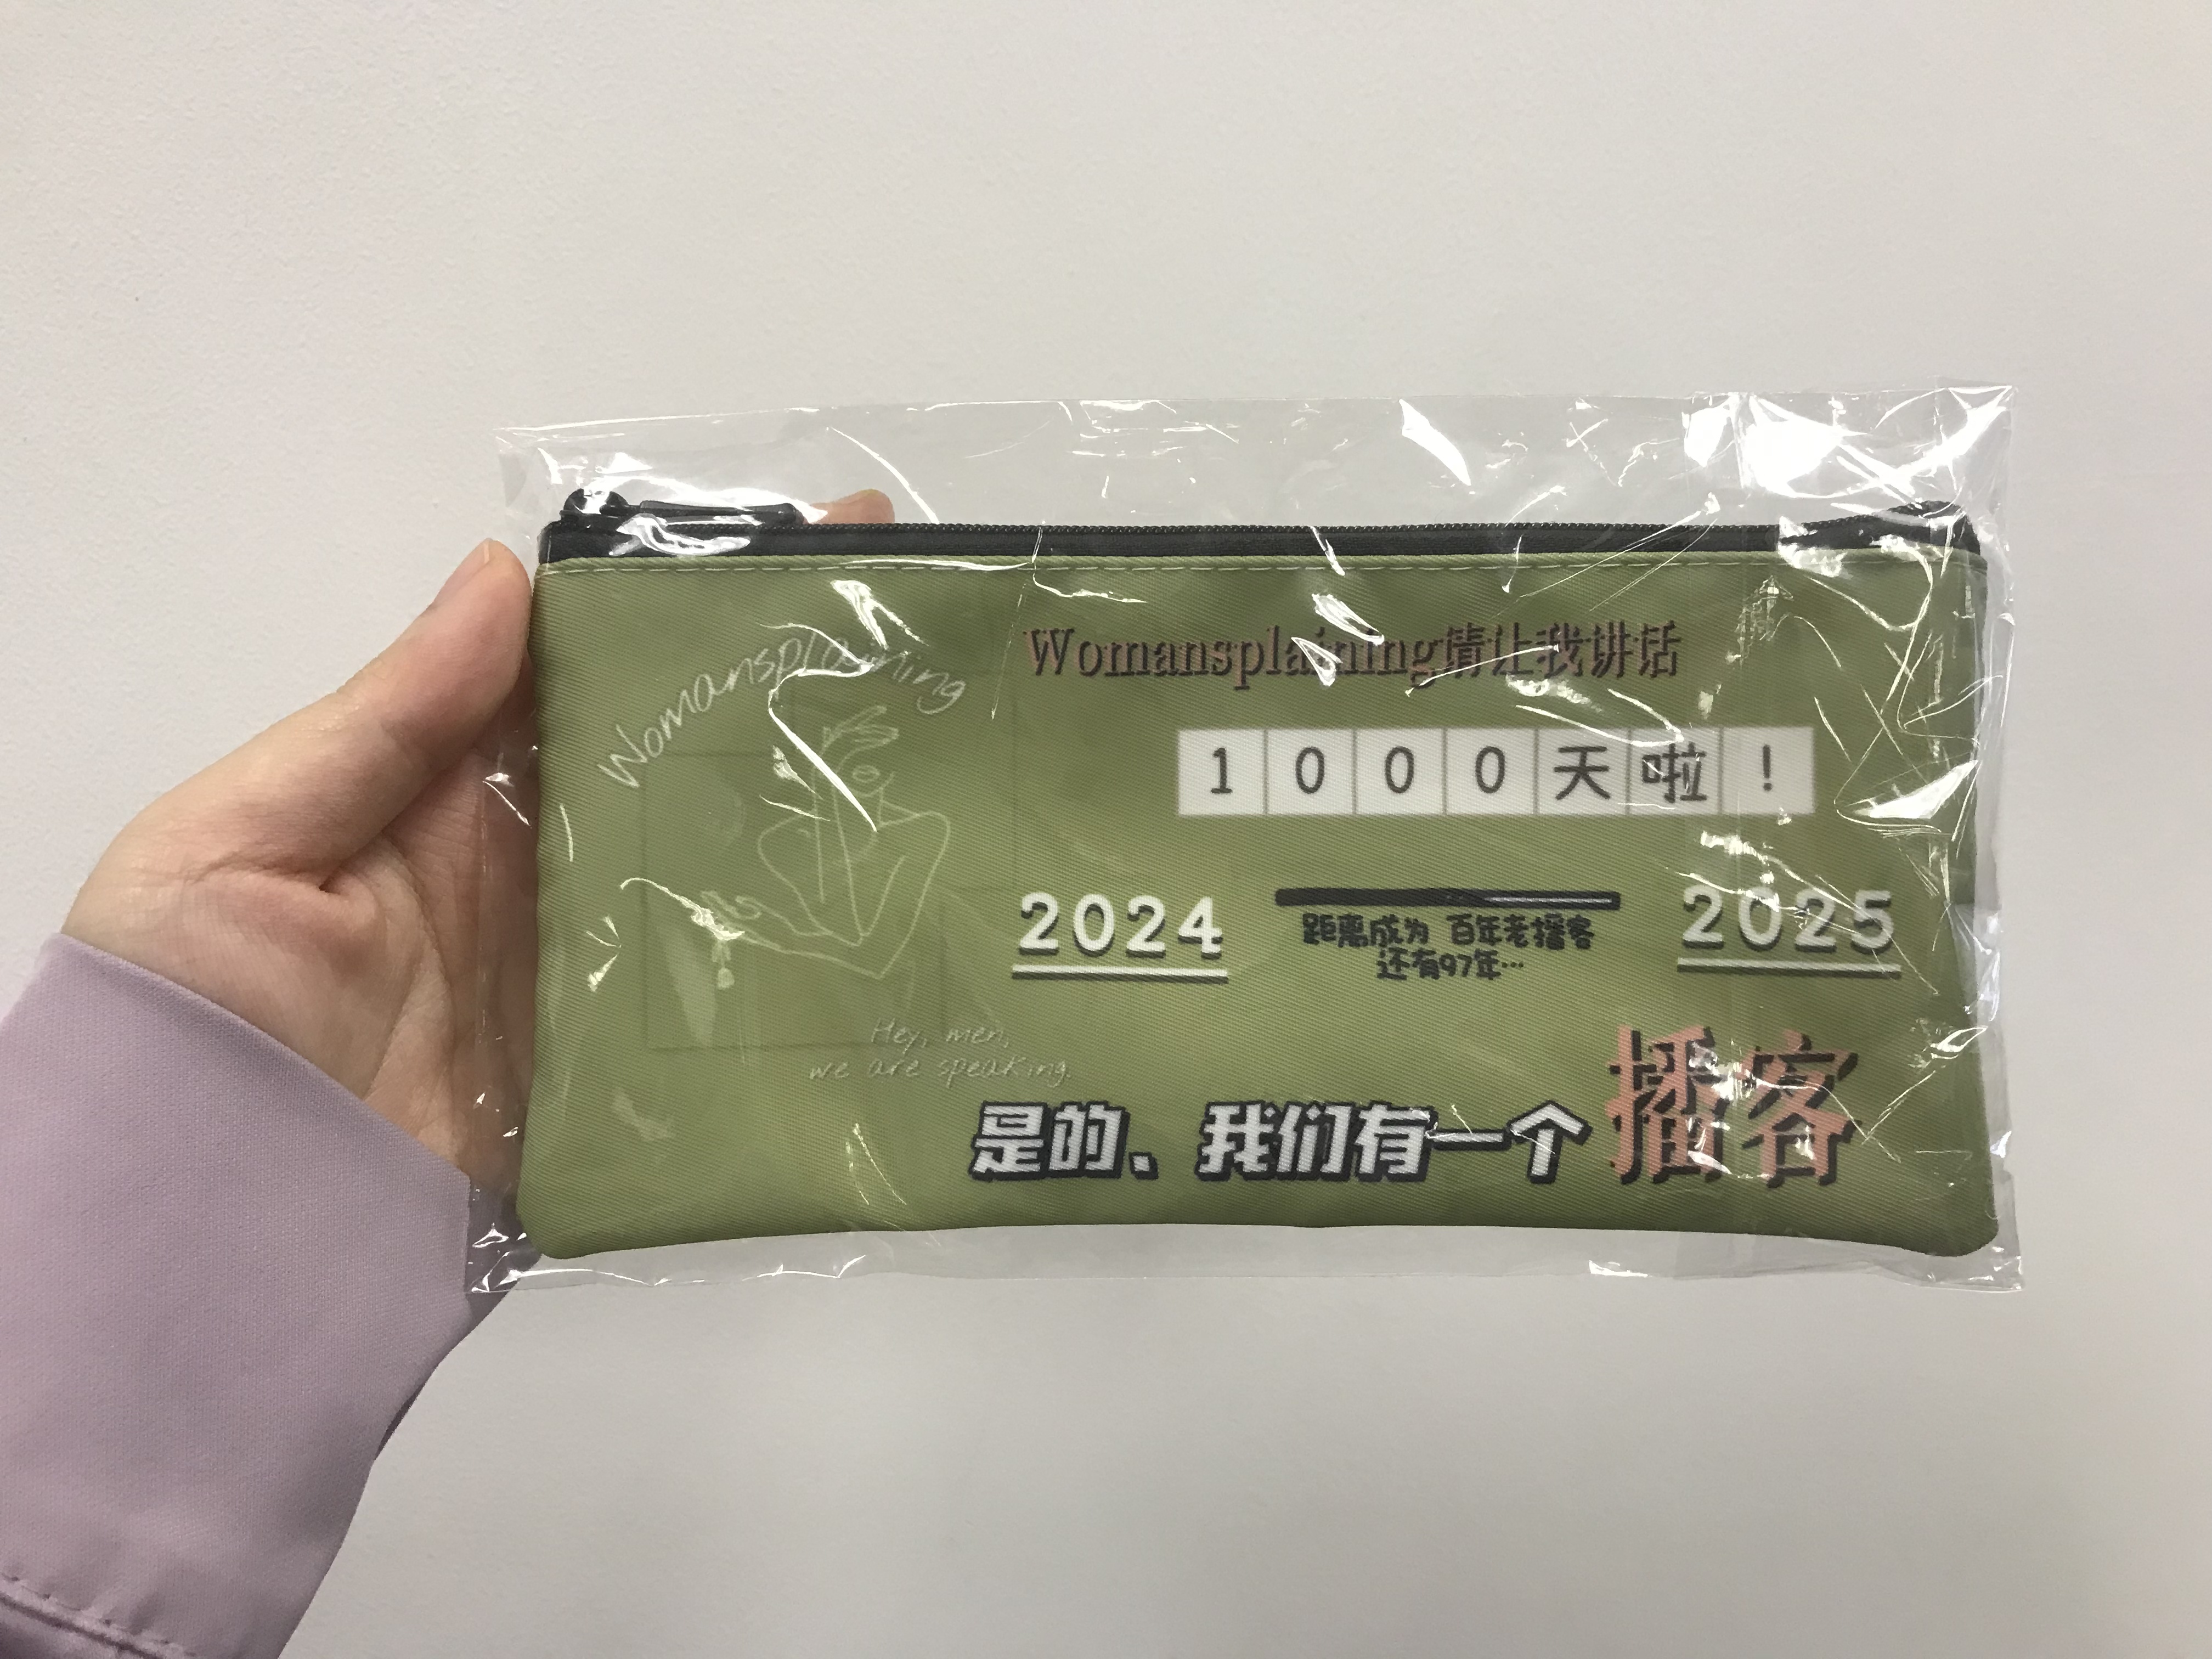 Womansplaining
Womansplaining请让我讲话
1000天啦!
2024
距离成为 百年老播客
还有97年…
2025
Hey, men,
we are speaking.
是的、我们有一个播客